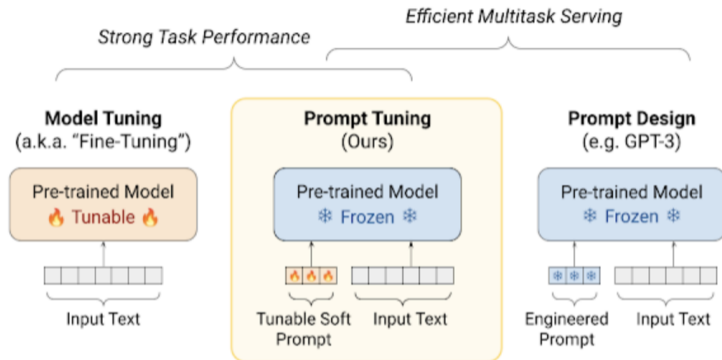 Efficient Multitask Serving
Strong Task Performance
Model Tuning
(a.k.a. “Fine-Tuning”)
Pre-trained Model
Tunable
Input Text
Prompt Tuning
(Ours)
Pre-trained Model
Frozen
Tunable Soft
Prompt
Input Text
Prompt Design
(e.g. GPT-3)
Pre-trained Model
Frozen
Engineered
Prompt
Input Text